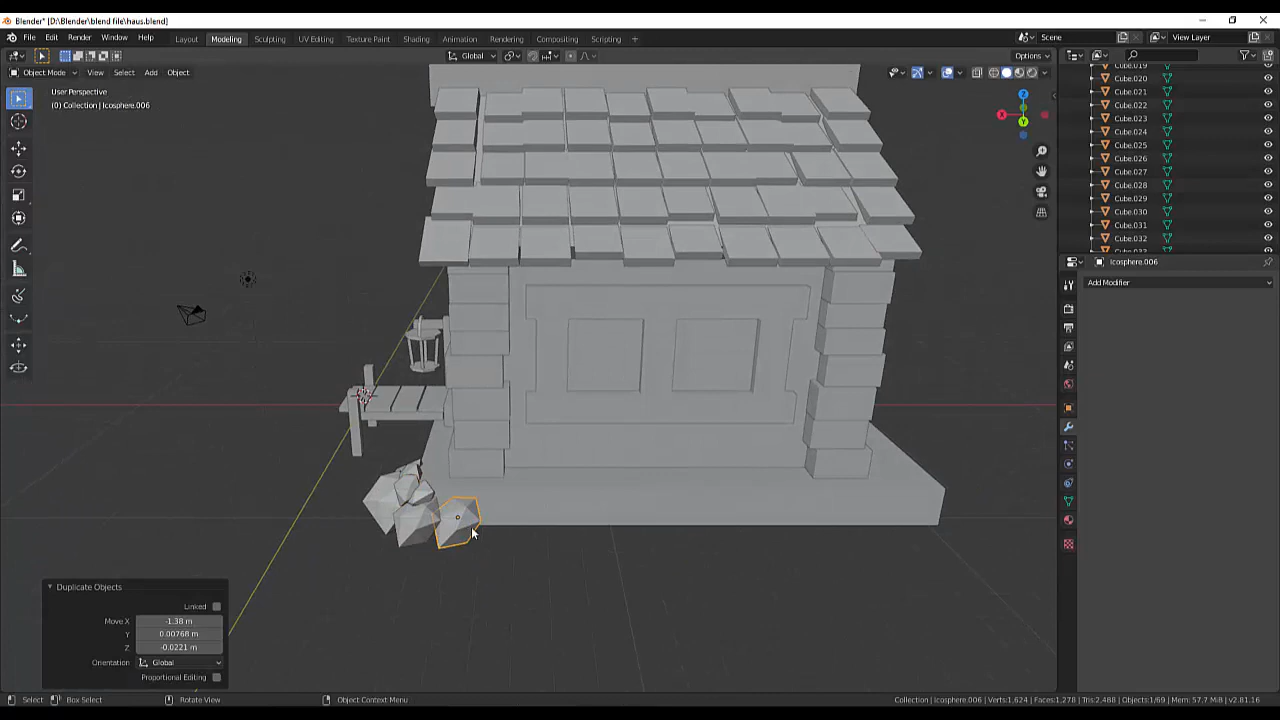 Blender* [D:\Blender\blend file\haus.blend]
File Edit Render Window Help Layout Modeling Sculpting UV Editing Texture Paint Shading Animation Rendering Compositing Scripting + Scene View Layer
Global Options
Object Mode View Select Add Object
User Perspective
(0) Collection | Icosphere.006
X
Y
Z
Cube.019
Cube.020
Cube.021
Cube.022
Cube.023
Cube.024
Cube.025
Cube.026
Cube.027
Cube.028
Cube.029
Cube.030
Cube.031
Cube.032
Cube.033
Icosphere.006
Add Modifier
Duplicate Objects
Linked
Move X -1.38 m
Y 0.00768 m
Z -0.0221 m
Orientation Global
Proportional Editing
Select Box Select Rotate View Object Context Menu Collection | Icosphere.006 | Verts:1,624 | Faces:1,278 | Tris:2,488 | Objects:1/69 | Mem: 57.7 MiB | v2.81.16